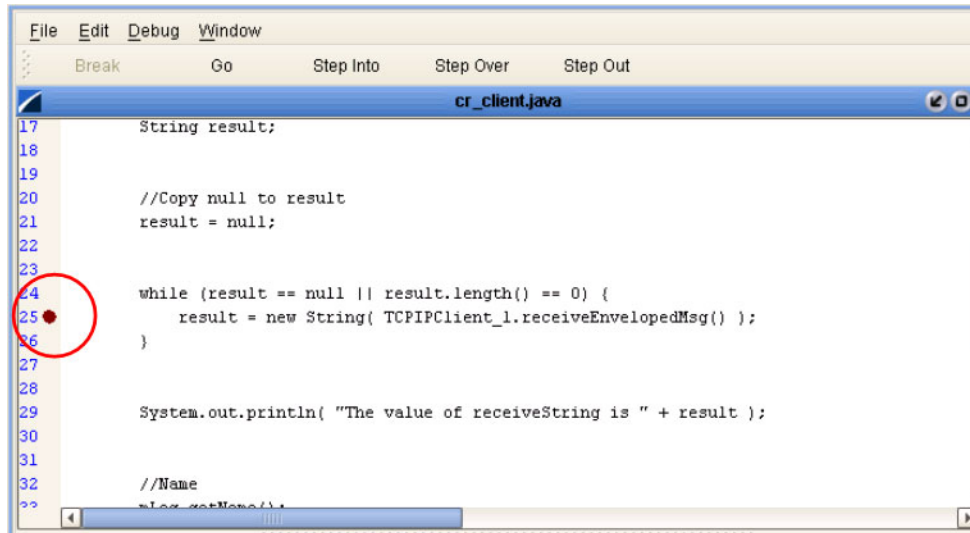 File Edit Debug Window
Break Go Step Into Step Over Step Out
cr_client.java
17 String result;
18
19
20 //Copy null to result
21 result = null;
22
23
24 while (result == null || result.length() == 0) {
25 result = new String( TCPIPClient_1.receiveEnvelopedMsg() );
26 }
27
28
29 System.out.println( "The value of receiveString is " + result );
30
31
32 //Name
33